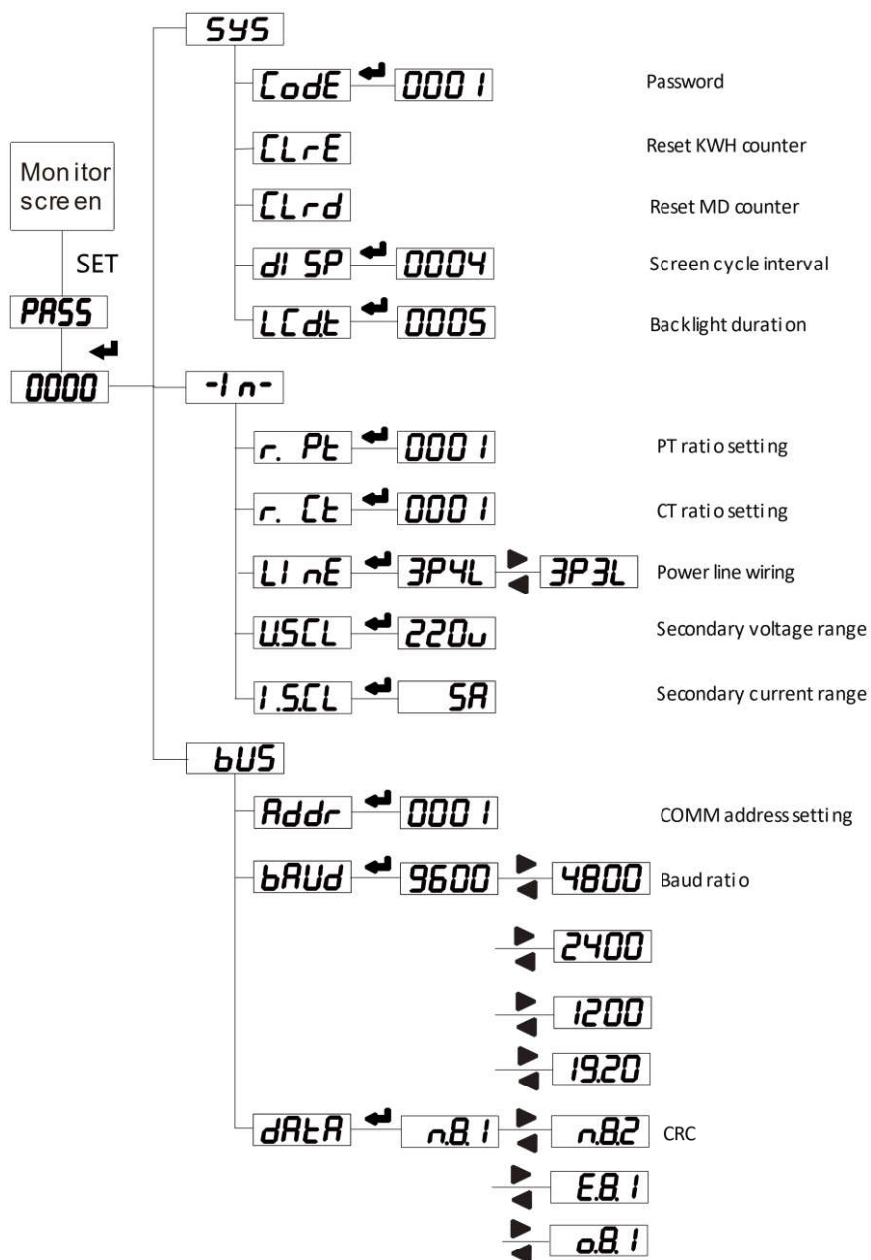 SYS
CodE 0001 Password
CLrE Reset KWH counter
Monitor
screen
CLrd Reset MD counter
SET
dISP 0004 Screen cycle interval
PASS
LCd.t 0005 Backlight duration
0000 -In-
r. Pt 0001 PT ratio setting
r. Ct 0001 CT ratio setting
LInE 3P4L 3P3L Power line wiring
U.SCL 220v Secondary voltage range
I.S.CL 5A Secondary current range
bUS
Addr 0001 COMM address setting
bAUd 9600 4800 Baud ratio
2400
1200
19.20
dAtA n.8.1 n.8.2 CRC
E.8.1
o.8.1